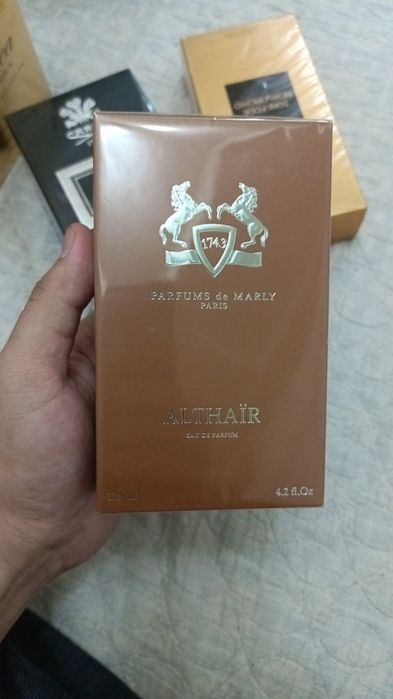 1743
PARFUMS de MARLY
PARIS
ALTHAÏR
EAU DE PARFUM
125 ml
4.2 fl.Oz